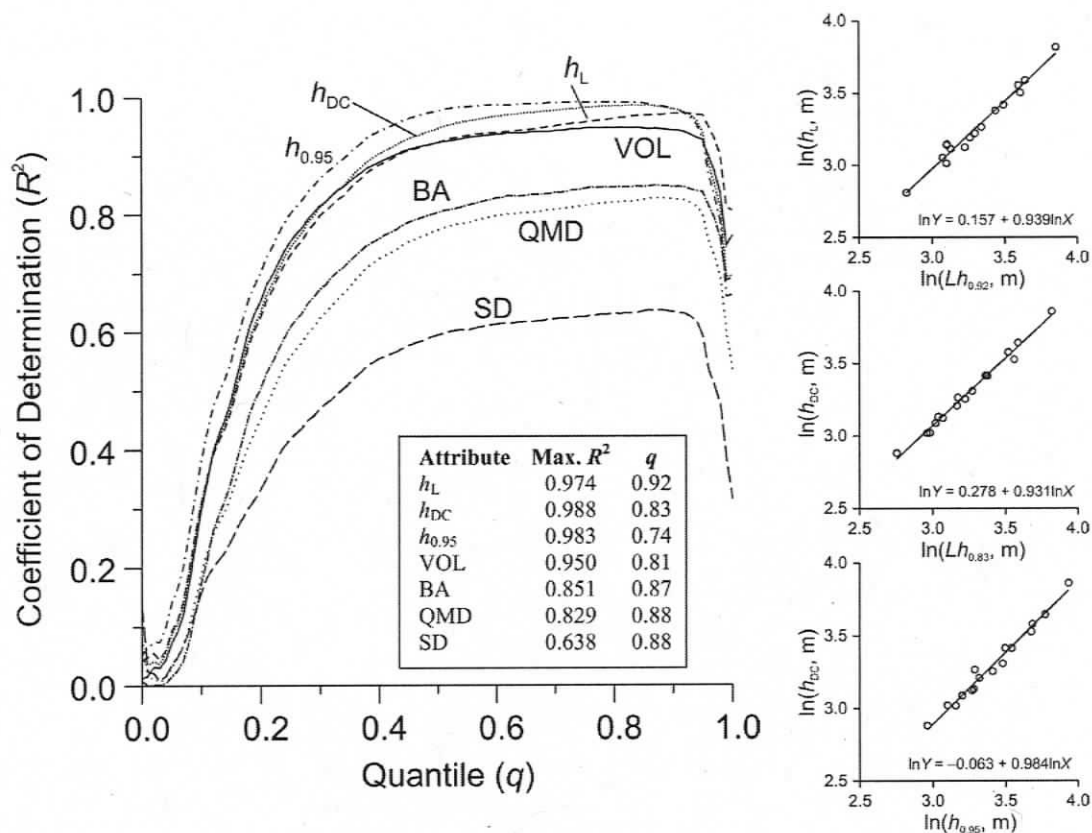 Coefficient of Determination (R²)
1.0
0.8
0.6
0.4
0.2
0.0
0.0
0.2
0.4
0.6
0.8
1.0
Quantile (q)
h0.95
hDC
hL
VOL
BA
QMD
SD
Attribute Max. R² q
hL 0.974 0.92
hDC 0.988 0.83
h0.95 0.983 0.74
VOL 0.950 0.81
BA 0.851 0.87
QMD 0.829 0.88
SD 0.638 0.88
ln(hL, m)
4.0
3.5
3.0
2.5
lnY = 0.157 + 0.939lnX
2.5 3.0 3.5 4.0
ln(Lh0.92, m)
ln(hDC, m)
4.0
3.5
3.0
2.5
lnY = 0.278 + 0.931lnX
2.5 3.0 3.5 4.0
ln(Lh0.83, m)
ln(hDC, m)
4.0
3.5
3.0
2.5
lnY = −0.063 + 0.984lnX
2.5 3.0 3.5 4.0
ln(h0.95, m)